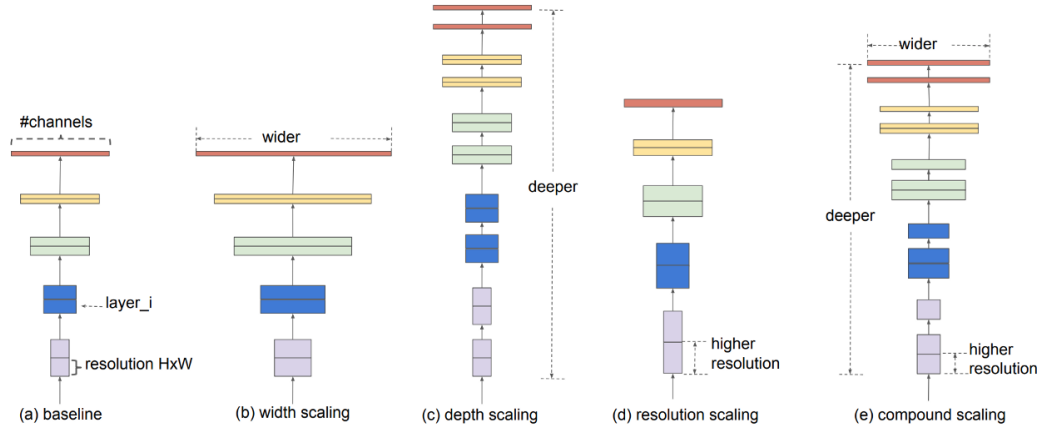 #channels
layer_i
resolution HxW
(a) baseline
wider
(b) width scaling
deeper
(c) depth scaling
higher
resolution
(d) resolution scaling
wider
deeper
higher
resolution
(e) compound scaling